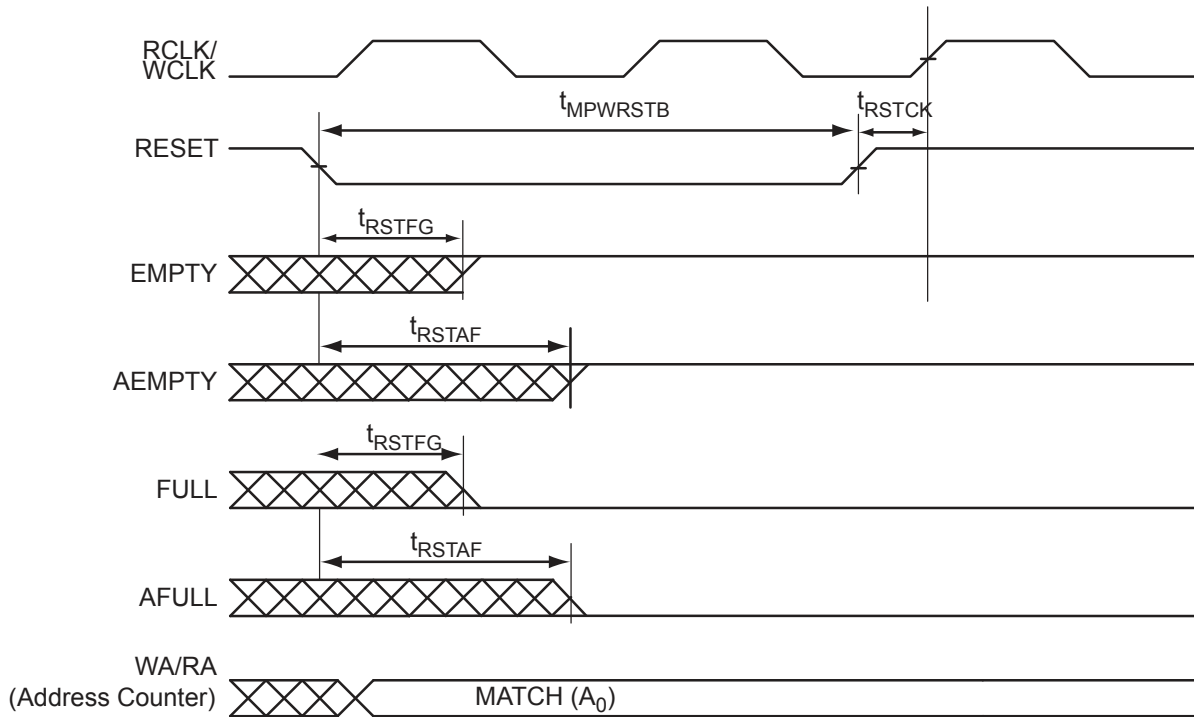 RCLK/
WCLK
tMPWRSTB
tRSTCK
RESET
tRSTFG
EMPTY
tRSTAF
AEMPTY
tRSTFG
FULL
tRSTAF
AFULL
WA/RA
(Address Counter)
MATCH (A0)